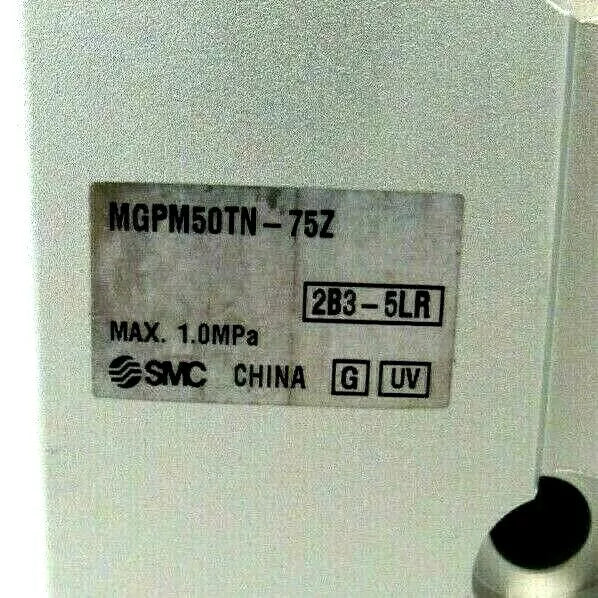 MGPM50TN-75Z
2B3-5LR
MAX. 1.0MPa
SMC CHINA G UV